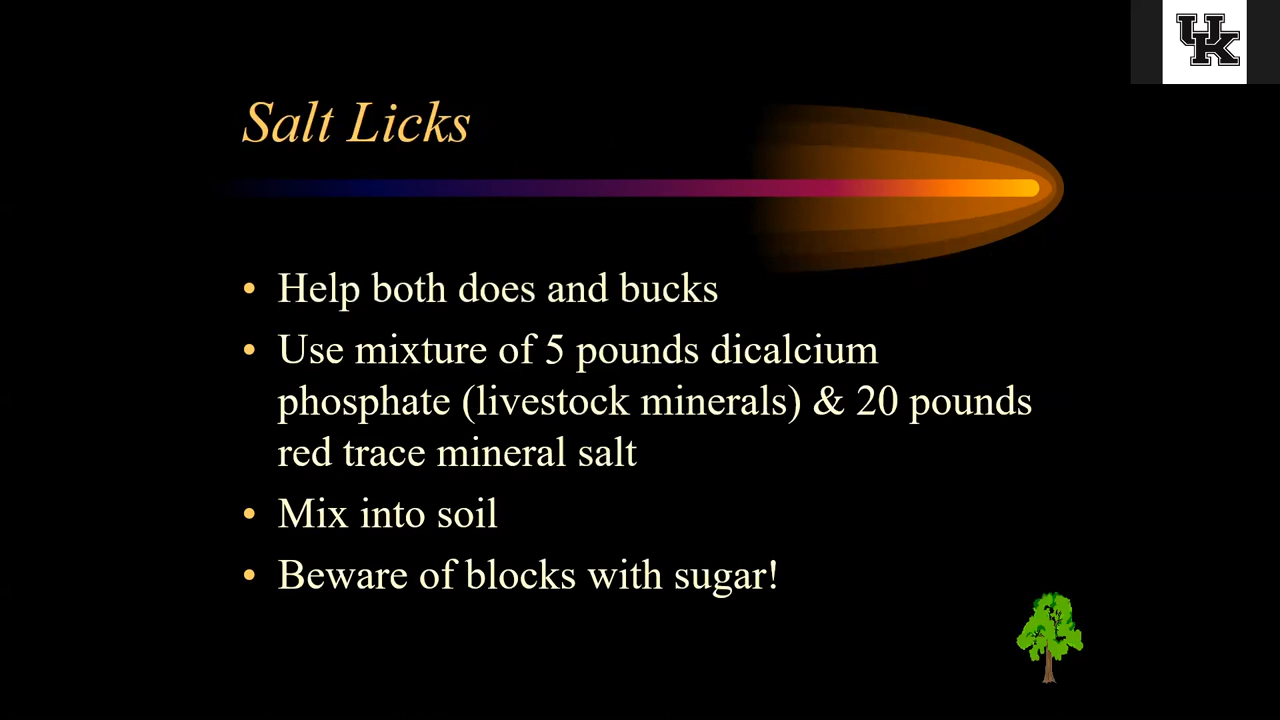 UK
Salt Licks
• Help both does and bucks
• Use mixture of 5 pounds dicalcium
phosphate (livestock minerals) & 20 pounds
red trace mineral salt
• Mix into soil
• Beware of blocks with sugar!